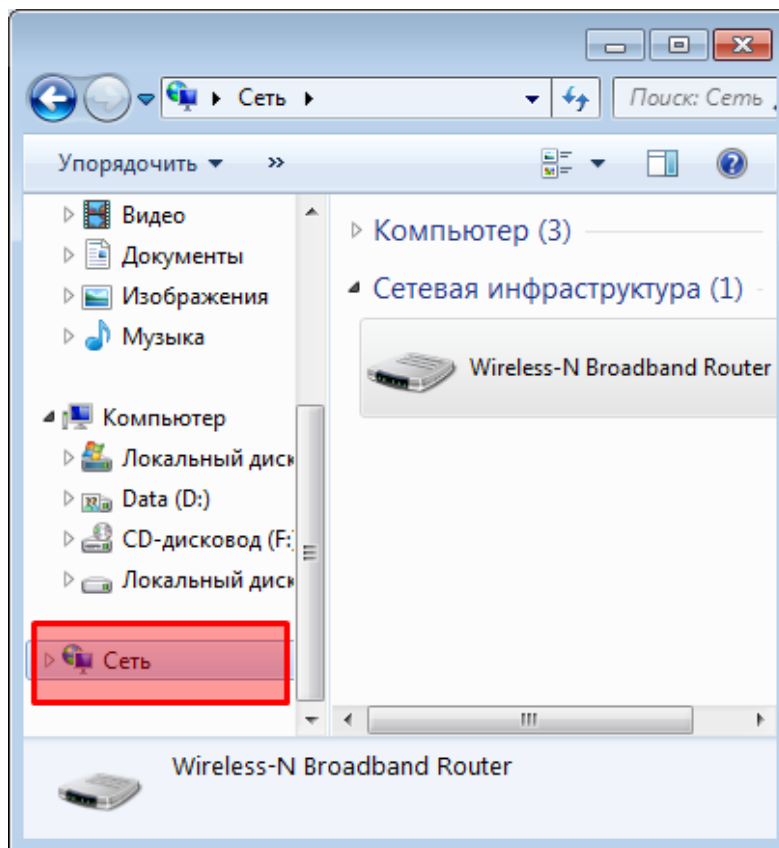 Сеть
Поиск: Сеть
Упорядочить
»
Видео
Документы
Изображения
Музыка
Компьютер
Локальный диск
Data (D:)
CD-дисковод (F:
Локальный диск
Сеть
Компьютер (3)
Сетевая инфраструктура (1)
Wireless-N Broadband Router
Wireless-N Broadband Router